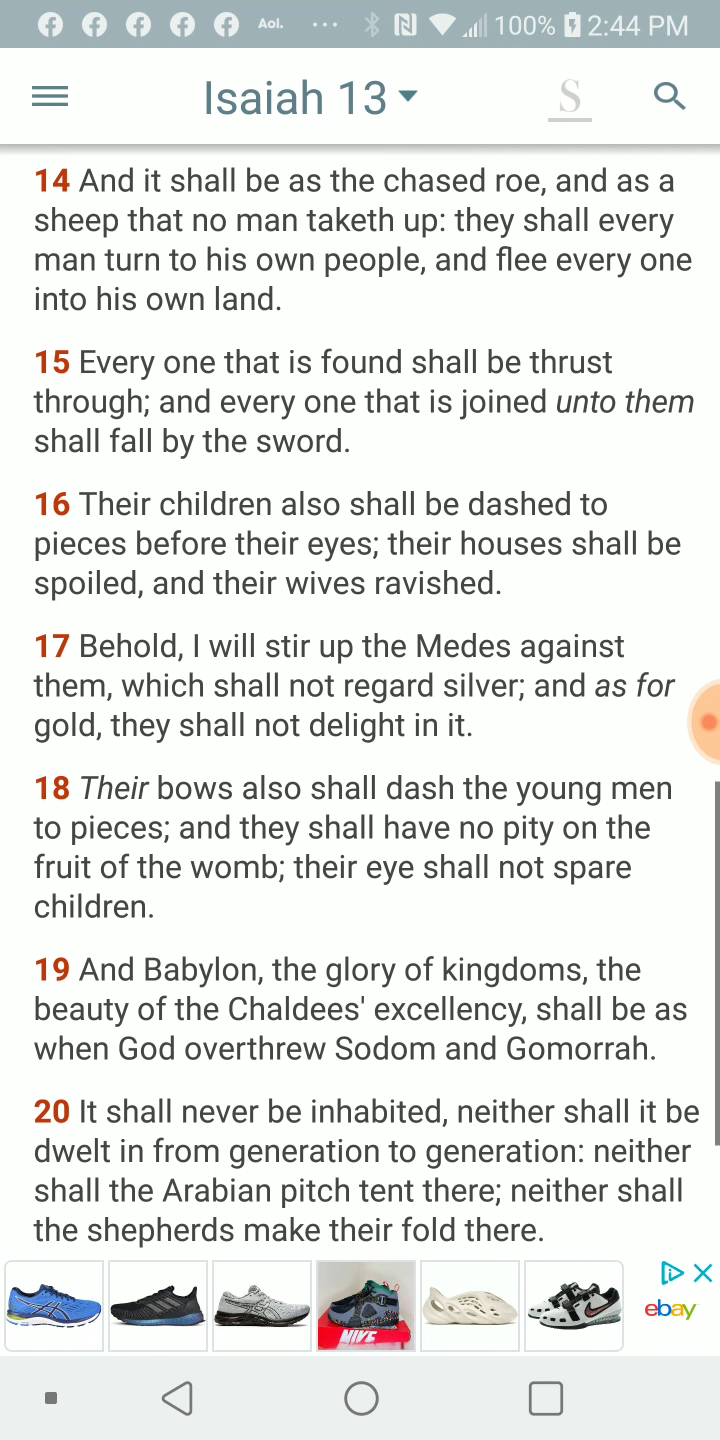 Aol. ... 100% 2:44 PM
Isaiah 13 S
14 And it shall be as the chased roe, and as a
sheep that no man taketh up: they shall every
man turn to his own people, and flee every one
into his own land.
15 Every one that is found shall be thrust
through; and every one that is joined unto them
shall fall by the sword.
16 Their children also shall be dashed to
pieces before their eyes; their houses shall be
spoiled, and their wives ravished.
17 Behold, I will stir up the Medes against
them, which shall not regard silver; and as for
gold, they shall not delight in it.
18 Their bows also shall dash the young men
to pieces; and they shall have no pity on the
fruit of the womb; their eye shall not spare
children.
19 And Babylon, the glory of kingdoms, the
beauty of the Chaldees' excellency, shall be as
when God overthrew Sodom and Gomorrah.
20 It shall never be inhabited, neither shall it be
dwelt in from generation to generation: neither
shall the Arabian pitch tent there; neither shall
the shepherds make their fold there.
ebay
NIKE